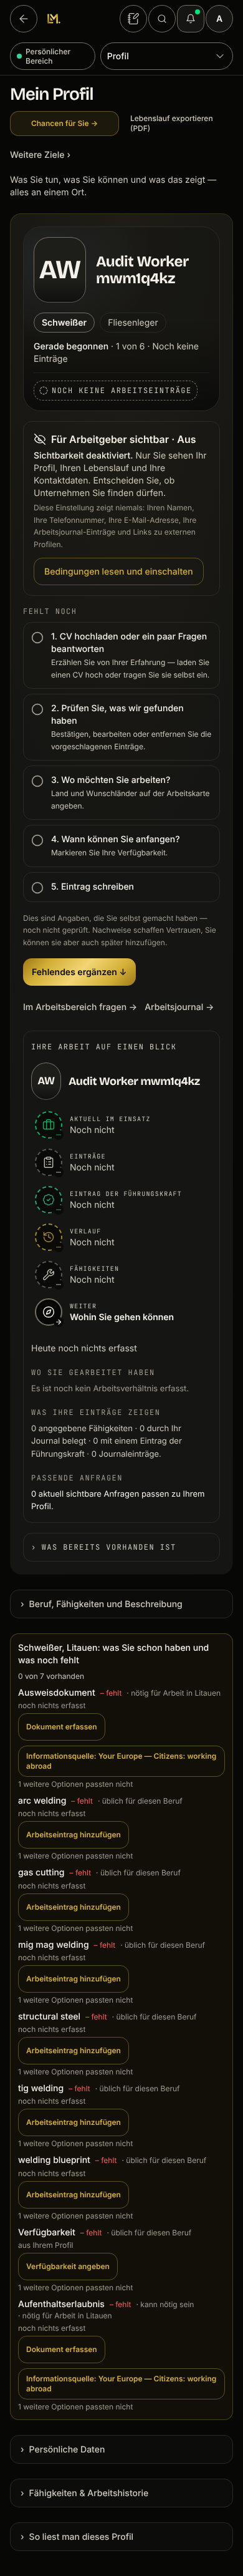 LM.
A
Persönlicher
Bereich
Profil
Mein Profil
Chancen für Sie →
Lebenslauf exportieren
(PDF)
Weitere Ziele ›
Was Sie tun, was Sie können und was das zeigt —
alles an einem Ort.
AW
Audit Worker
mwm1q4kz
Schweißer
Fliesenleger
Gerade begonnen · 1 von 6 · Noch keine
Einträge
NOCH KEINE ARBEITSEINTRÄGE
Für Arbeitgeber sichtbar · Aus
Sichtbarkeit deaktiviert. Nur Sie sehen Ihr
Profil, Ihren Lebenslauf und Ihre
Kontaktdaten. Entscheiden Sie, ob
Unternehmen Sie finden dürfen.
Diese Einstellung zeigt niemals: Ihren Namen,
Ihre Telefonnummer, Ihre E-Mail-Adresse, Ihre
Arbeitsjournal-Einträge und Links zu externen
Profilen.
Bedingungen lesen und einschalten
FEHLT NOCH
1. CV hochladen oder ein paar Fragen
beantworten
Erzählen Sie von Ihrer Erfahrung — laden Sie
einen CV hoch oder tragen Sie sie selbst ein.
2. Prüfen Sie, was wir gefunden
haben
Bestätigen, bearbeiten oder entfernen Sie die
vorgeschlagenen Einträge.
3. Wo möchten Sie arbeiten?
Land und Wunschländer auf der Arbeitskarte
angeben.
4. Wann können Sie anfangen?
Markieren Sie Ihre Verfügbarkeit.
5. Eintrag schreiben
Dies sind Angaben, die Sie selbst gemacht haben —
noch nicht geprüft. Nachweise schaffen Vertrauen, Sie
können sie aber auch später hinzufügen.
Fehlendes ergänzen ↓
Im Arbeitsbereich fragen → Arbeitsjournal →
IHRE ARBEIT AUF EINEN BLICK
AW
Audit Worker mwm1q4kz
AKTUELL IM EINSATZ
Noch nicht
EINTRÄGE
Noch nicht
EINTRAG DER FÜHRUNGSKRAFT
Noch nicht
VERLAUF
Noch nicht
FÄHIGKEITEN
Noch nicht
WEITER
Wohin Sie gehen können
Heute noch nichts erfasst
WO SIE GEARBEITET HABEN
Es ist noch kein Arbeitsverhältnis erfasst.
WAS IHRE EINTRÄGE ZEIGEN
0 angegebene Fähigkeiten · 0 durch Ihr
Journal belegt · 0 mit einem Eintrag der
Führungskraft · 0 Journaleinträge.
PASSENDE ANFRAGEN
0 aktuell sichtbare Anfragen passen zu Ihrem
Profil.
› WAS BEREITS VORHANDEN IST
› Beruf, Fähigkeiten und Beschreibung
Schweißer, Litauen: was Sie schon haben und
was noch fehlt
0 von 7 vorhanden
Ausweisdokument – fehlt · nötig für Arbeit in Litauen
noch nichts erfasst
Dokument erfassen
Informationsquelle: Your Europe — Citizens: working
abroad
1 weitere Optionen passten nicht
arc welding – fehlt · üblich für diesen Beruf
noch nichts erfasst
Arbeitseintrag hinzufügen
1 weitere Optionen passten nicht
gas cutting – fehlt · üblich für diesen Beruf
noch nichts erfasst
Arbeitseintrag hinzufügen
1 weitere Optionen passten nicht
mig mag welding – fehlt · üblich für diesen Beruf
noch nichts erfasst
Arbeitseintrag hinzufügen
1 weitere Optionen passten nicht
structural steel – fehlt · üblich für diesen Beruf
noch nichts erfasst
Arbeitseintrag hinzufügen
1 weitere Optionen passten nicht
tig welding – fehlt · üblich für diesen Beruf
noch nichts erfasst
Arbeitseintrag hinzufügen
1 weitere Optionen passten nicht
welding blueprint – fehlt · üblich für diesen Beruf
noch nichts erfasst
Arbeitseintrag hinzufügen
1 weitere Optionen passten nicht
Verfügbarkeit – fehlt · üblich für diesen Beruf
aus Ihrem Profil
Verfügbarkeit angeben
1 weitere Optionen passten nicht
Aufenthaltserlaubnis – fehlt · kann nötig sein
· nötig für Arbeit in Litauen
noch nichts erfasst
Dokument erfassen
Informationsquelle: Your Europe — Citizens: working
abroad
1 weitere Optionen passten nicht
› Persönliche Daten
› Fähigkeiten & Arbeitshistorie
› So liest man dieses Profil